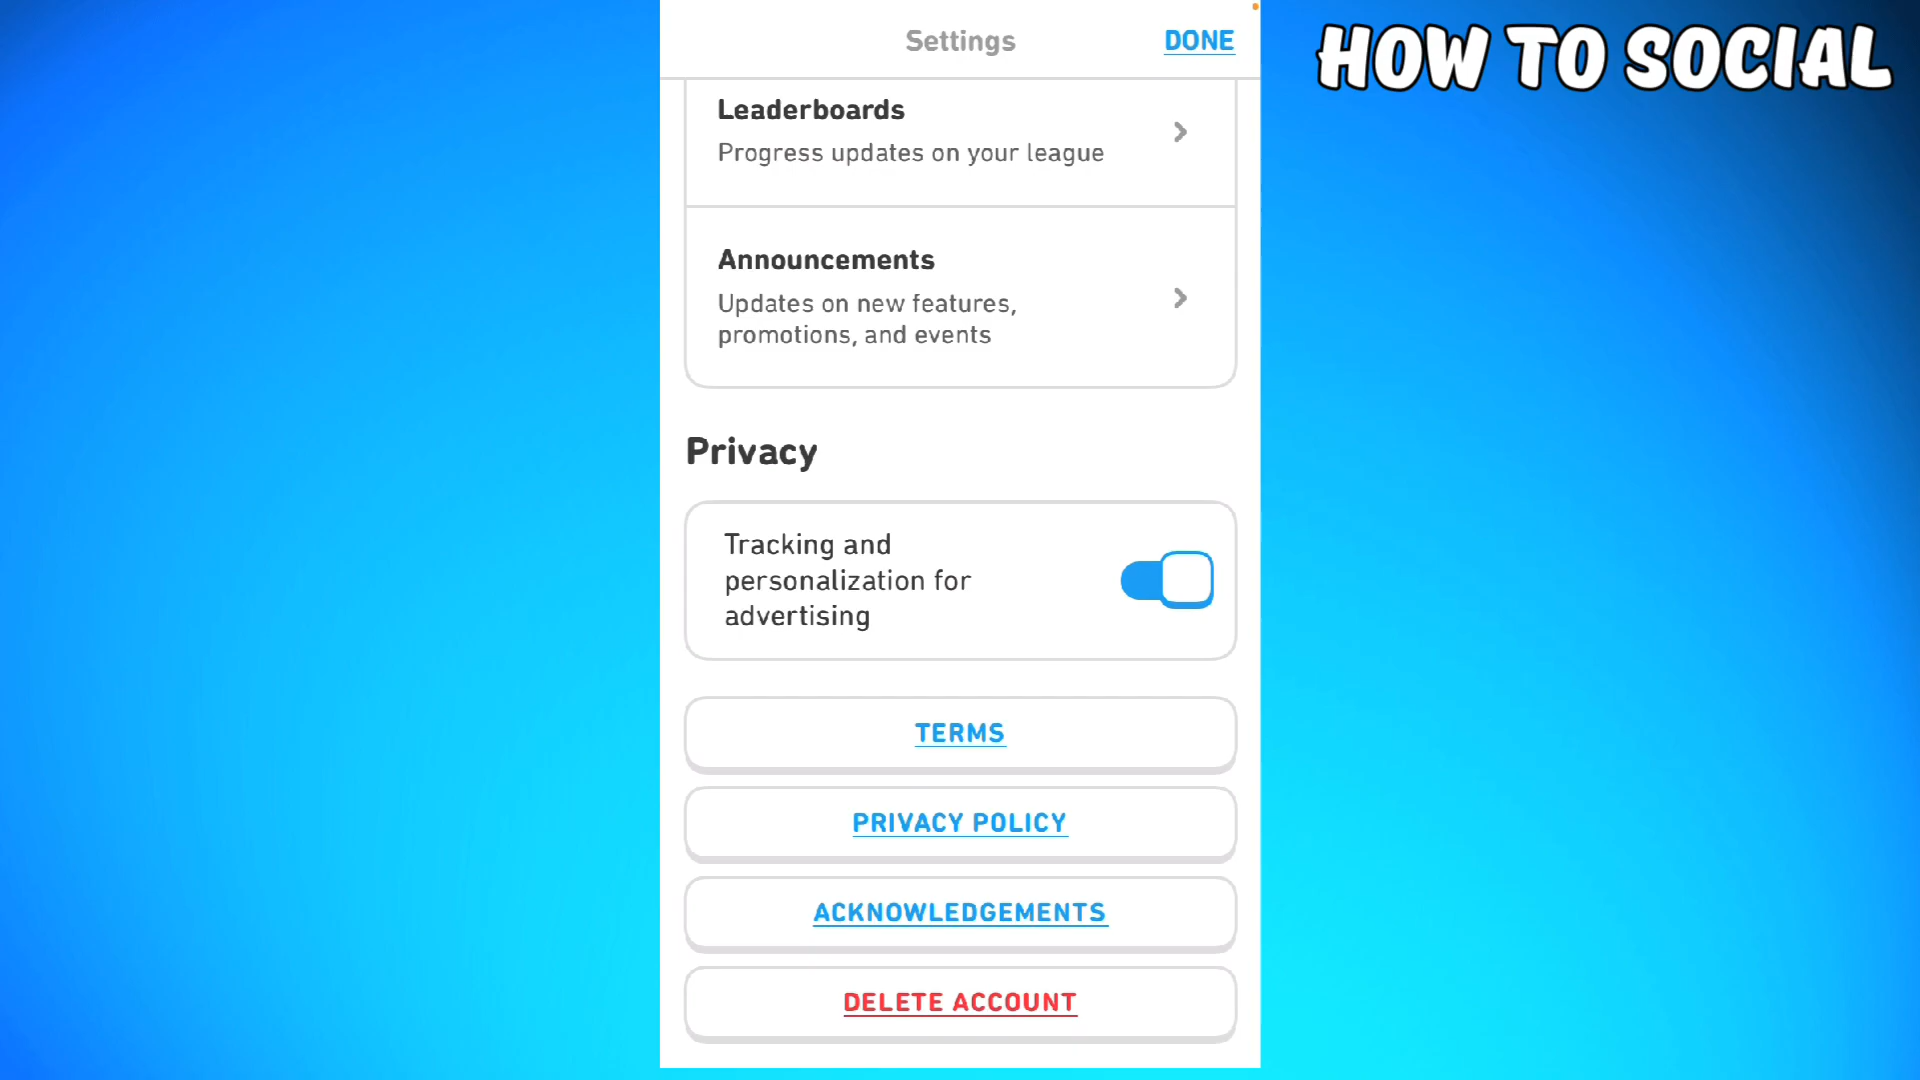 Settings
DONE
HOW TO SOCIAL
Leaderboards
Progress updates on your league
Announcements
Updates on new features,
promotions, and events
Privacy
Tracking and
personalization for
advertising
TERMS
PRIVACY POLICY
ACKNOWLEDGEMENTS
DELETE ACCOUNT